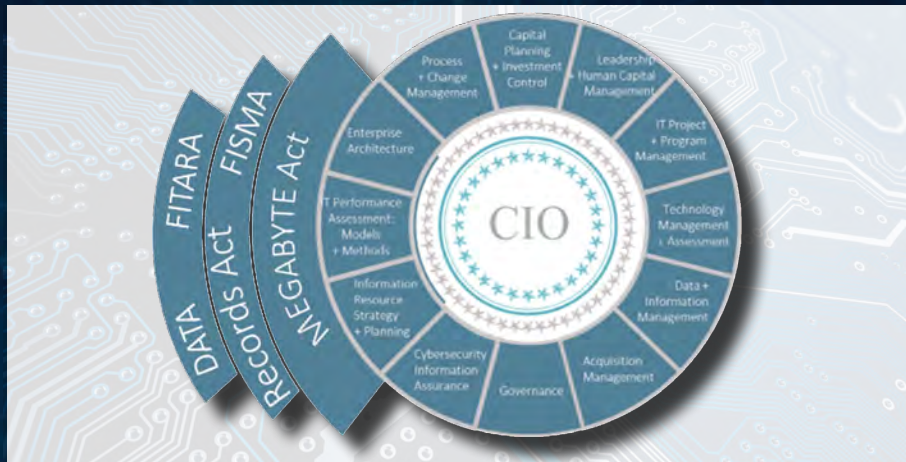 FITARA
DATA
FISMA
Records Act
MEGABYTE Act
Capital
Planning
+ Investment
Control
Leadership
Human Capital
Management
IT Project
+ Program
Management
Technology
Management
Assessment
Data +
Information
Management
Acquisition
Management
Governance
Cybersecurity
Information
Assurance
Information
Resource
Strategy
+ Planning
T Performance
Assessment:
Models
+ Methods
Enterprise
Architecture
Process
+ Change
Management
CIO